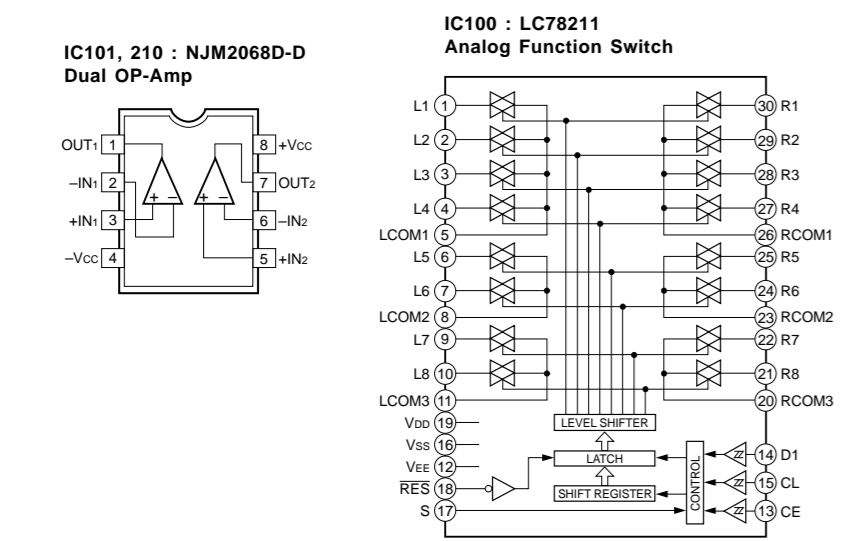 IC101, 210 : NJM2068D-D
Dual OP-Amp
OUT1 1
–IN1 2
+IN1 3
–VCC 4
8 +VCC
7 OUT2
6 –IN2
5 +IN2
+ –
+ –
IC100 : LC78211
Analog Function Switch
L1 1
L2 2
L3 3
L4 4
LCOM1 5
L5 6
L6 7
LCOM2 8
L7 9
L8 10
LCOM3 11
VDD 19
VSS 16
VEE 12
RES 18
S 17
30 R1
29 R2
28 R3
27 R4
26 RCOM1
25 R5
24 R6
23 RCOM2
22 R7
21 R8
20 RCOM3
14 D1
15 CL
13 CE
LEVEL SHIFTER
LATCH
SHIFT REGISTER
CONTROL